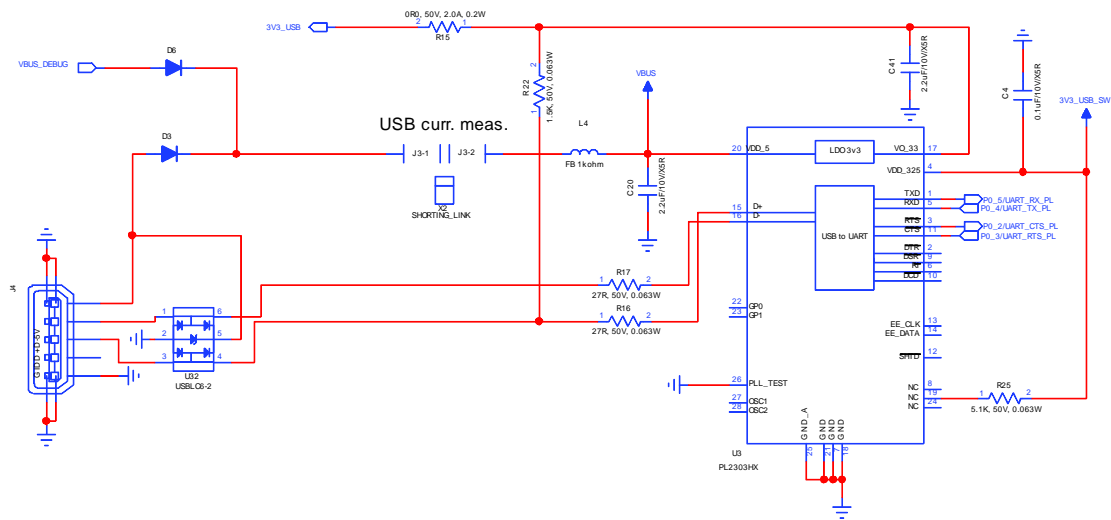 0R0, 50V, 2.0A, 0.2W
3V3_USB
2
1
R15
D6
VBUS_DEBUG
2
R22
1
1.5K, 50V, 0.063W
VBUS
C41
2.2uF/10V/X5R
C4
0.1uF/10V/X5R
3V3_USB_SW
USB curr. meas.
L4
D3
J3-1
J3-2
FB 1kohm
X2
SHORTING_LINK
C20
2.2uF/10V/X5R
20
VDD_5
LDO 3v3
VO_33
17
VDD_325
4
TXD
1
P0_5/UART_RX_PL
RXD
5
P0_4/UART_TX_PL
15
D+
16
D-
RTS
3
P0_2/UART_CTS_PL
CTS
11
P0_3/UART_RTS_PL
USB to UART
DTR
2
DSR
9
RI
6
DCD
10
R17
1
2
27R, 50V, 0.063W
R16
1
2
27R, 50V, 0.063W
22
GP0
23
GP1
EE_CLK
13
EE_DATA
14
SHTD
12
J4
1
6
2
5
3
4
U32
USBLC6-2
26
PLL_TEST
27
OSC1
28
OSC2
NC
8
NC
19
NC
24
R25
1
2
5.1K, 50V, 0.063W
GND_A
GND
GND
GND
25
21
7
18
U3
PL2303HX